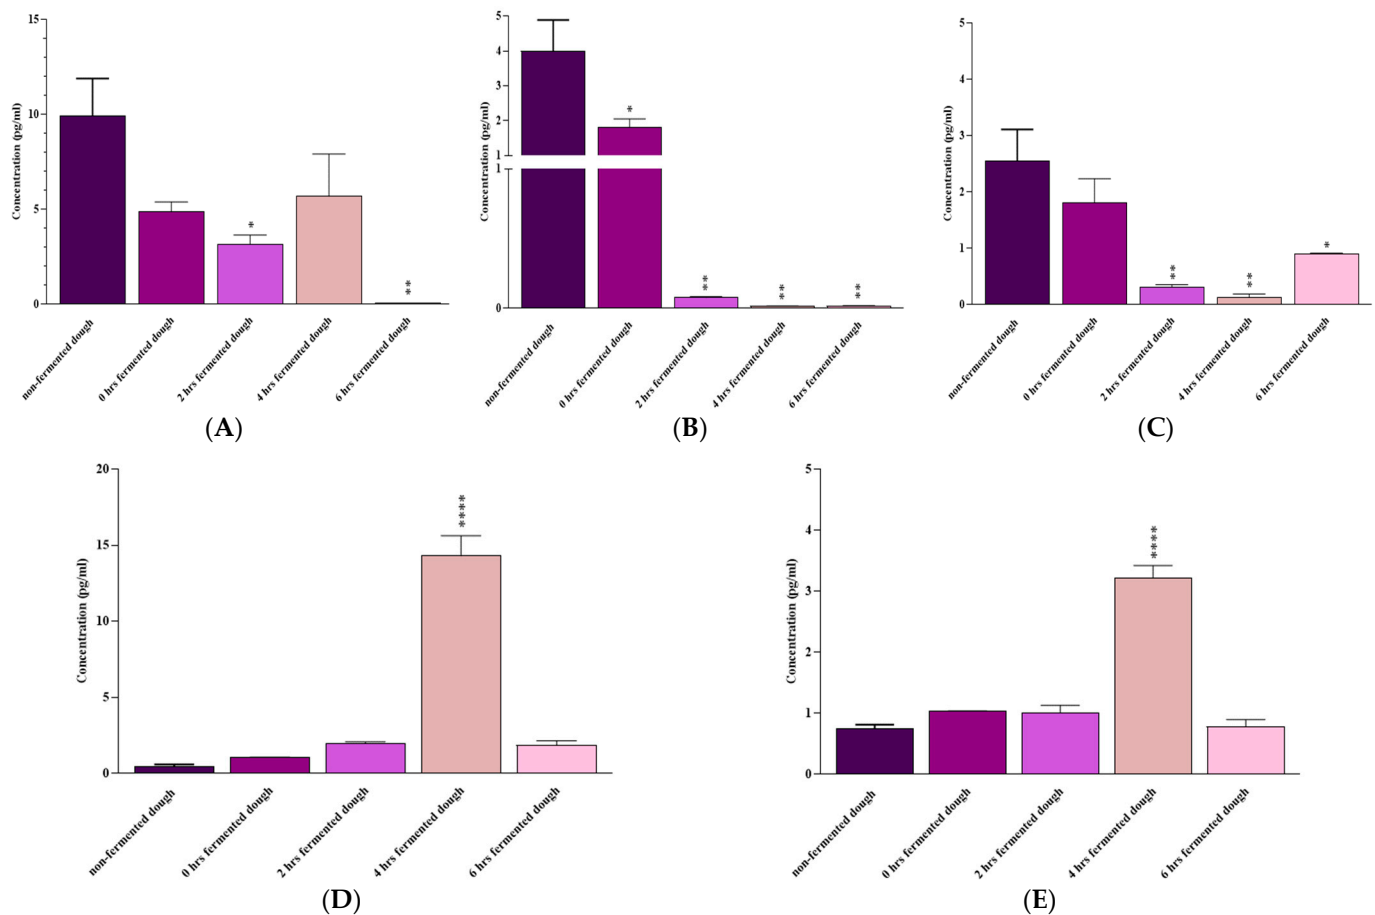 Concentration (pg/ml)
15
10
5
0
*
**
non-fermented dough
0 hrs fermented dough
2 hrs fermented dough
4 hrs fermented dough
6 hrs fermented dough
(A)
Concentration (pg/ml)
5
4
3
2
1
1
0
*
**
**
**
non-fermented dough
0 hrs fermented dough
2 hrs fermented dough
4 hrs fermented dough
6 hrs fermented dough
(B)
Concentration (pg/ml)
5
4
3
2
1
0
**
**
*
non-fermented dough
0 hrs fermented dough
2 hrs fermented dough
4 hrs fermented dough
6 hrs fermented dough
(C)
Concentration (pg/ml)
20
15
10
5
0
****
non-fermented dough
0 hrs fermented dough
2 hrs fermented dough
4 hrs fermented dough
6 hrs fermented dough
(D)
Concentration (pg/ml)
5
4
3
2
1
0
****
non-fermented dough
0 hrs fermented dough
2 hrs fermented dough
4 hrs fermented dough
6 hrs fermented dough
(E)